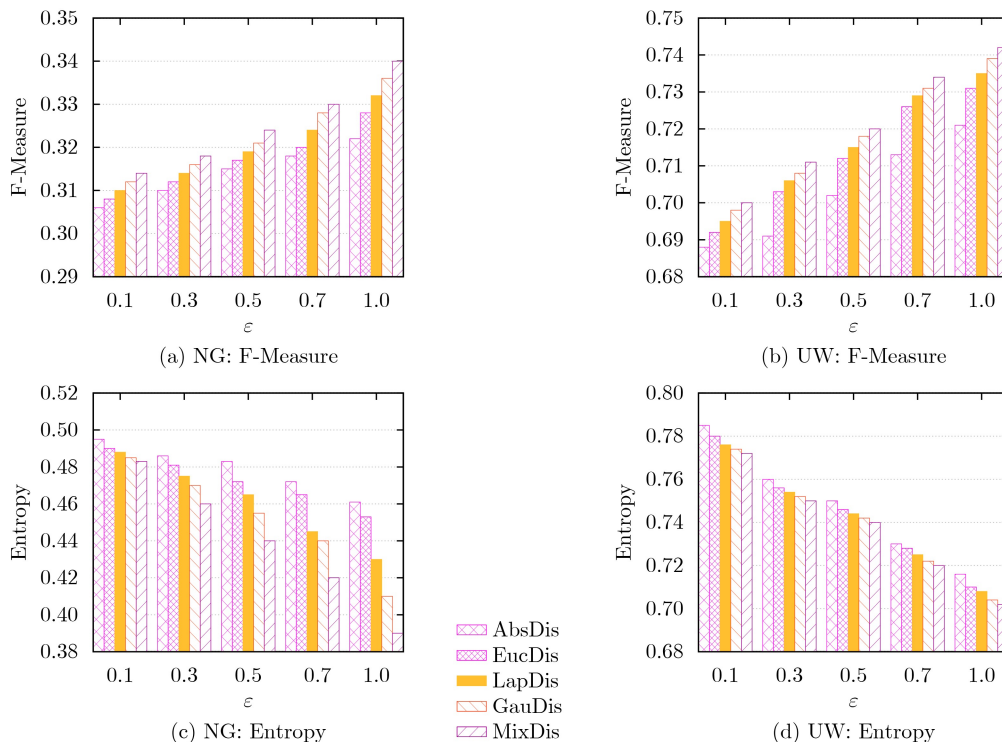 0.35
0.34
0.33
0.32
0.31
0.30
0.29
F-Measure
0.1 0.3 0.5 0.7 1.0
ε
(a) NG: F-Measure
0.75
0.74
0.73
0.72
0.71
0.70
0.69
0.68
F-Measure
0.1 0.3 0.5 0.7 1.0
ε
(b) UW: F-Measure
0.52
0.50
0.48
0.46
0.44
0.42
0.40
0.38
Entropy
0.1 0.3 0.5 0.7 1.0
ε
(c) NG: Entropy
AbsDis
EucDis
LapDis
GauDis
MixDis
0.80
0.78
0.76
0.74
0.72
0.70
0.68
Entropy
0.1 0.3 0.5 0.7 1.0
ε
(d) UW: Entropy